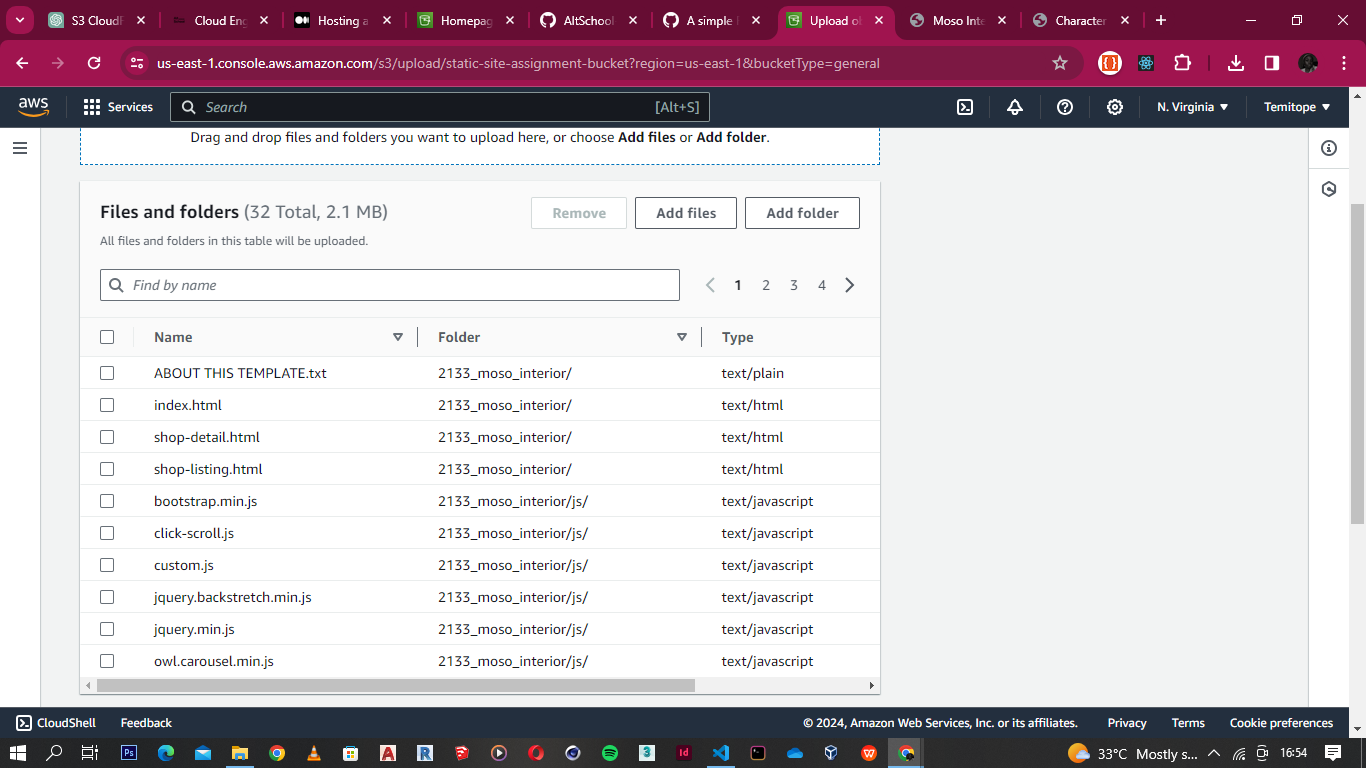 S3 CloudF
Cloud Eng
Hosting a
Homepag
AltSchool
A simple
Upload ol
Moso Inte
Character
us-east-1.console.aws.amazon.com/s3/upload/static-site-assignment-bucket?region=us-east-1&bucketType=general
aws
Services
Search
[Alt+S]
N. Virginia
Temitope
Drag and drop files and folders you want to upload here, or choose Add files or Add folder.
Files and folders (32 Total, 2.1 MB)
Remove
Add files
Add folder
All files and folders in this table will be uploaded.
Find by name
1 2 3 4
Name Folder Type
ABOUT THIS TEMPLATE.txt 2133_moso_interior/ text/plain
index.html 2133_moso_interior/ text/html
shop-detail.html 2133_moso_interior/ text/html
shop-listing.html 2133_moso_interior/ text/html
bootstrap.min.js 2133_moso_interior/js/ text/javascript
click-scroll.js 2133_moso_interior/js/ text/javascript
custom.js 2133_moso_interior/js/ text/javascript
jquery.backstretch.min.js 2133_moso_interior/js/ text/javascript
jquery.min.js 2133_moso_interior/js/ text/javascript
owl.carousel.min.js 2133_moso_interior/js/ text/javascript
CloudShell
Feedback
© 2024, Amazon Web Services, Inc. or its affiliates.
Privacy
Terms
Cookie preferences
33°C Mostly s...
16:54